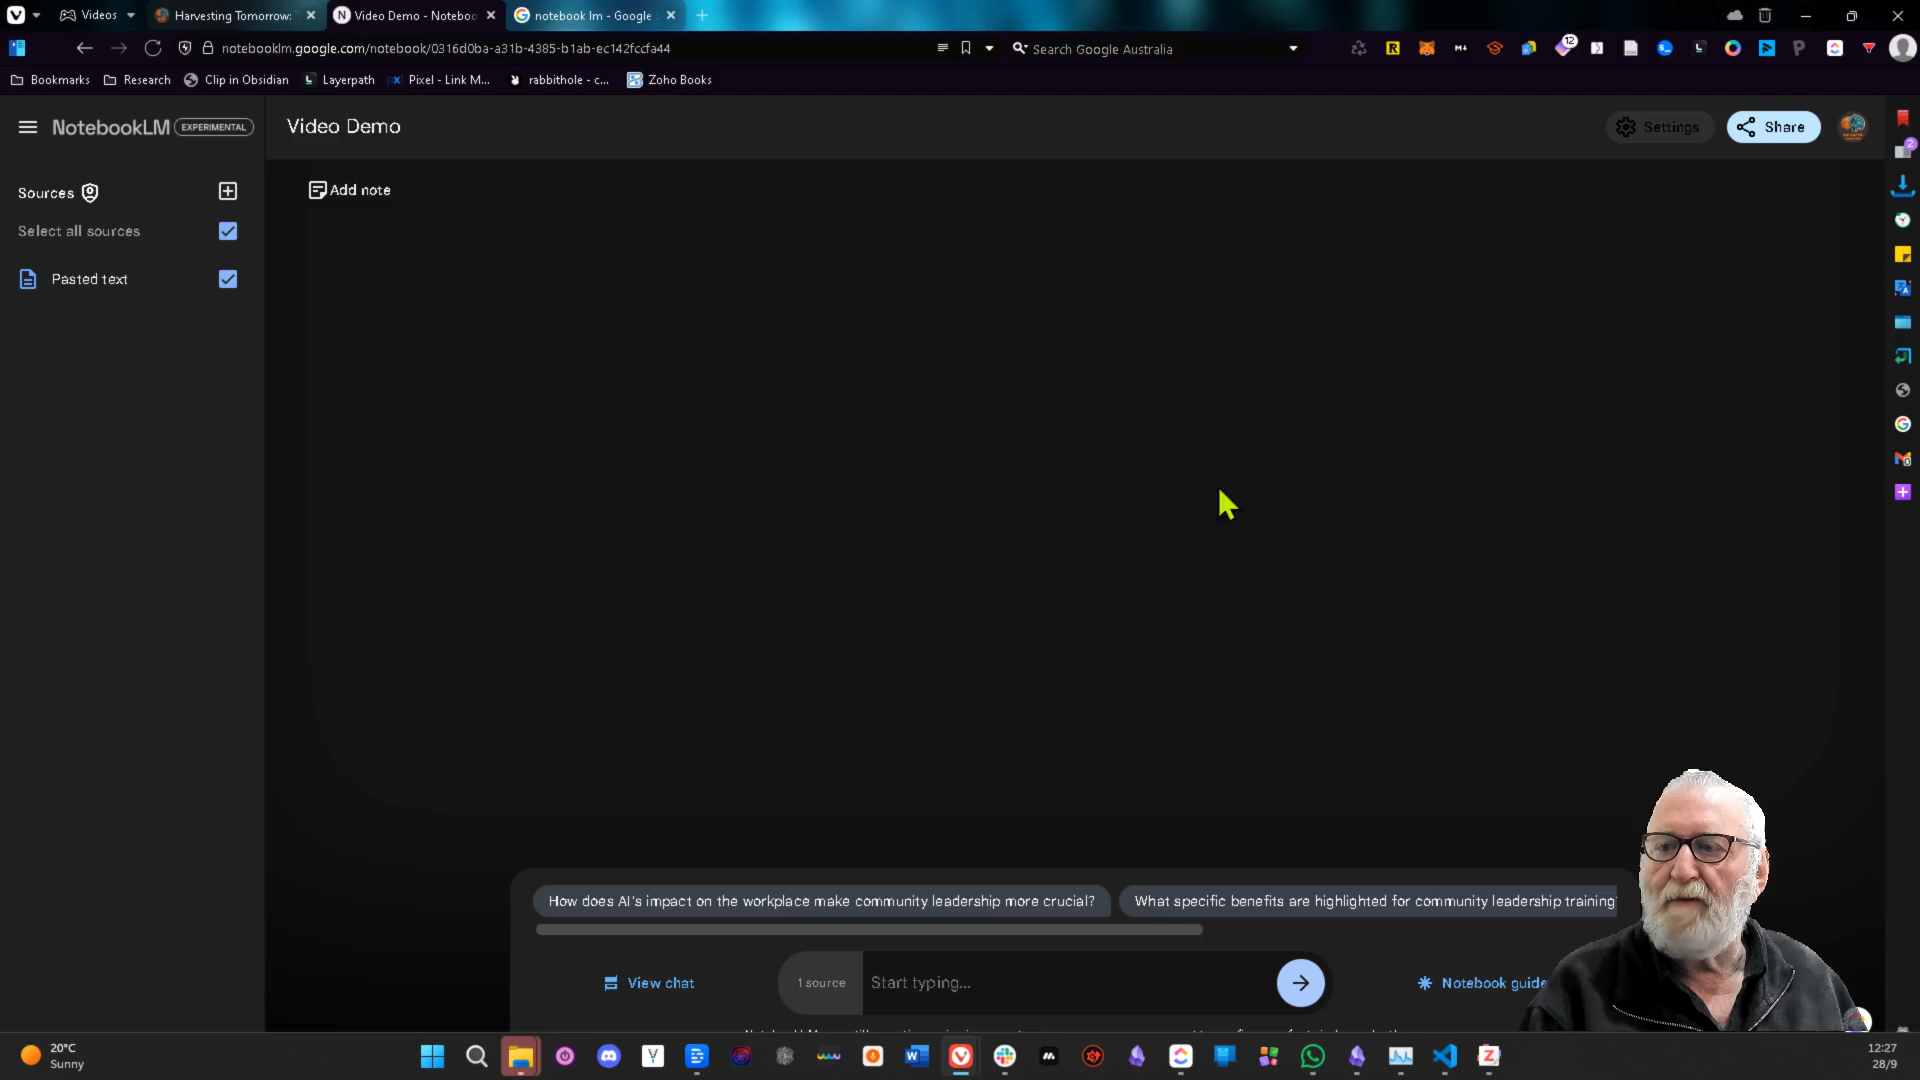 Videos
Harvesting Tomorrow:
Video Demo - Noteboo
notebook lm - Google
notebooklm.google.com/notebook/0316d0ba-a31b-4385-b1ab-ec142fccfa44
Search Google Australia
12
Bookmarks
Research
Clip in Obsidian
Layerpath
Pixel - Link M...
rabbithole - c...
Zoho Books
NotebookLM
EXPERIMENTAL
Video Demo
Settings
Share
2
Sources
Select all sources
Pasted text
Add note
How does AI's impact on the workplace make community leadership more crucial?
What specific benefits are highlighted for community leadership training
View chat
1 source
Start typing...
Notebook guide
20°C
Sunny
12:27
28/9